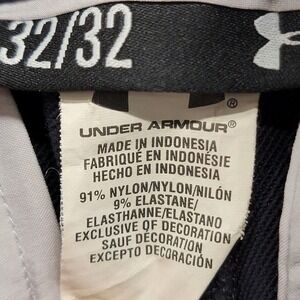 32/32
®
UNDER ARMOUR®
MADE IN INDONESIA
FABRIQUÉ EN INDONÉSIE
HECHO EN INDONESIA
91% NYLON/NYLON/NILÓN
9% ELASTANE/
ELASTHANNE/ELASTANO
EXCLUSIVE OF DECORATION
SAUF DÉCORATION
EXCEPTO DECORACIÓN